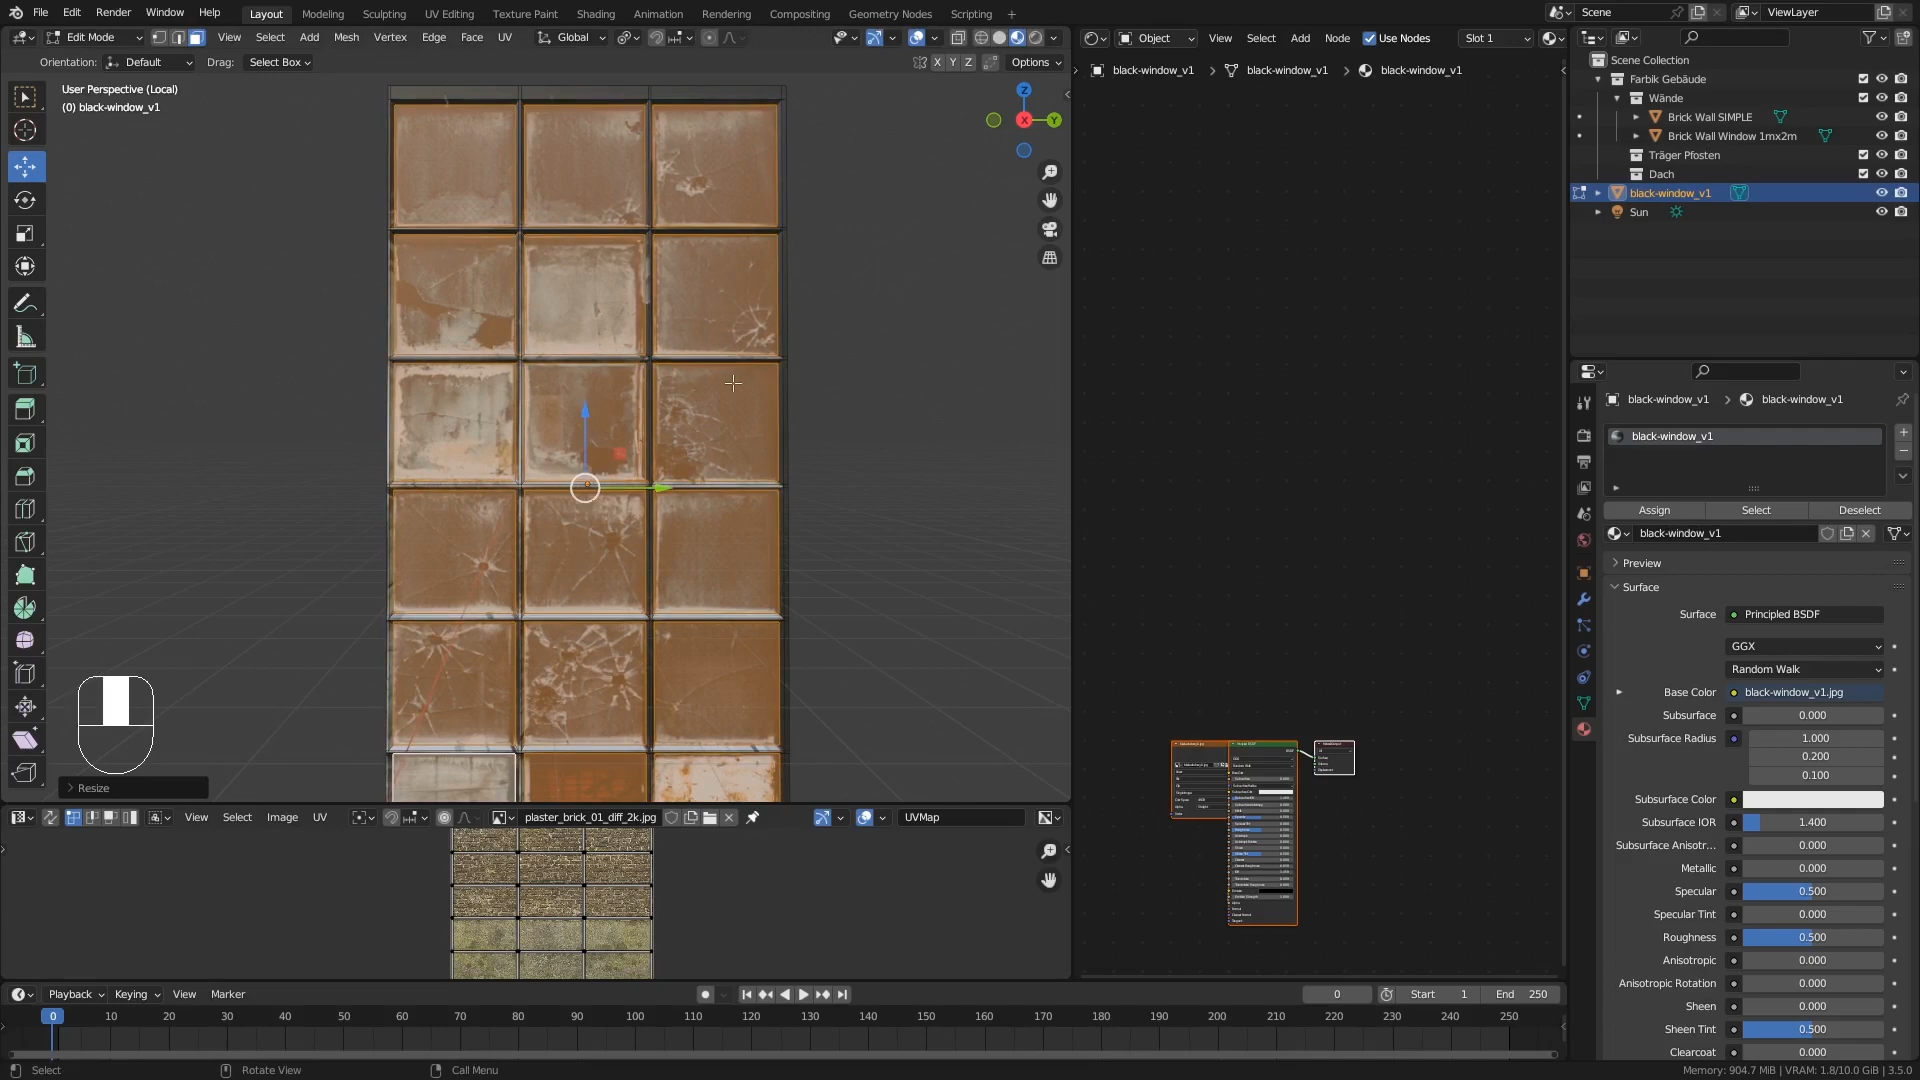 File Edit Render Window Help Layout Modeling Sculpting UV Editing Texture Paint Shading Animation Rendering Compositing Geometry Nodes Scripting + Scene ViewLayer
Edit Mode View Select Add Mesh Vertex Edge Face UV Global
Object View Select Add Node Use Nodes Slot 1
Orientation: Default Drag: Select Box X Y Z Options
black-window_v1 > black-window_v1 > black-window_v1
User Perspective (Local)
(0) black-window_v1
Z
X
Y
Scene Collection
Farbik Gebäude
Wände
Brick Wall SIMPLE
Brick Wall Window 1mx2m
Träger Pfosten
Dach
black-window_v1
Sun
black-window_v1 > black-window_v1
black-window_v1
Assign Select Deselect
black-window_v1
Preview
Surface
Surface Principled BSDF
GGX
Random Walk
Base Color black-window_v1.jpg
Subsurface 0.000
Subsurface Radius 1.000
0.200
0.100
Subsurface Color
Subsurface IOR 1.400
Subsurface Anisotr... 0.000
Metallic 0.000
Specular 0.500
Specular Tint 0.000
Roughness 0.500
Anisotropic 0.000
Anisotropic Rotation 0.000
Sheen 0.000
Sheen Tint 0.500
Clearcoat 0.000
> Resize
View Select Image UV plaster_brick_01_diff_2k.jpg UVMap
Playback Keying View Marker 0 Start 1 End 250
0 10 20 30 40 50 60 70 80 90 100 110 120 130 140 150 160 170 180 190 200 210 220 230 240 250
Select Rotate View Call Menu Memory: 904.7 MiB | VRAM: 1.8/10.0 GiB | 3.5.0